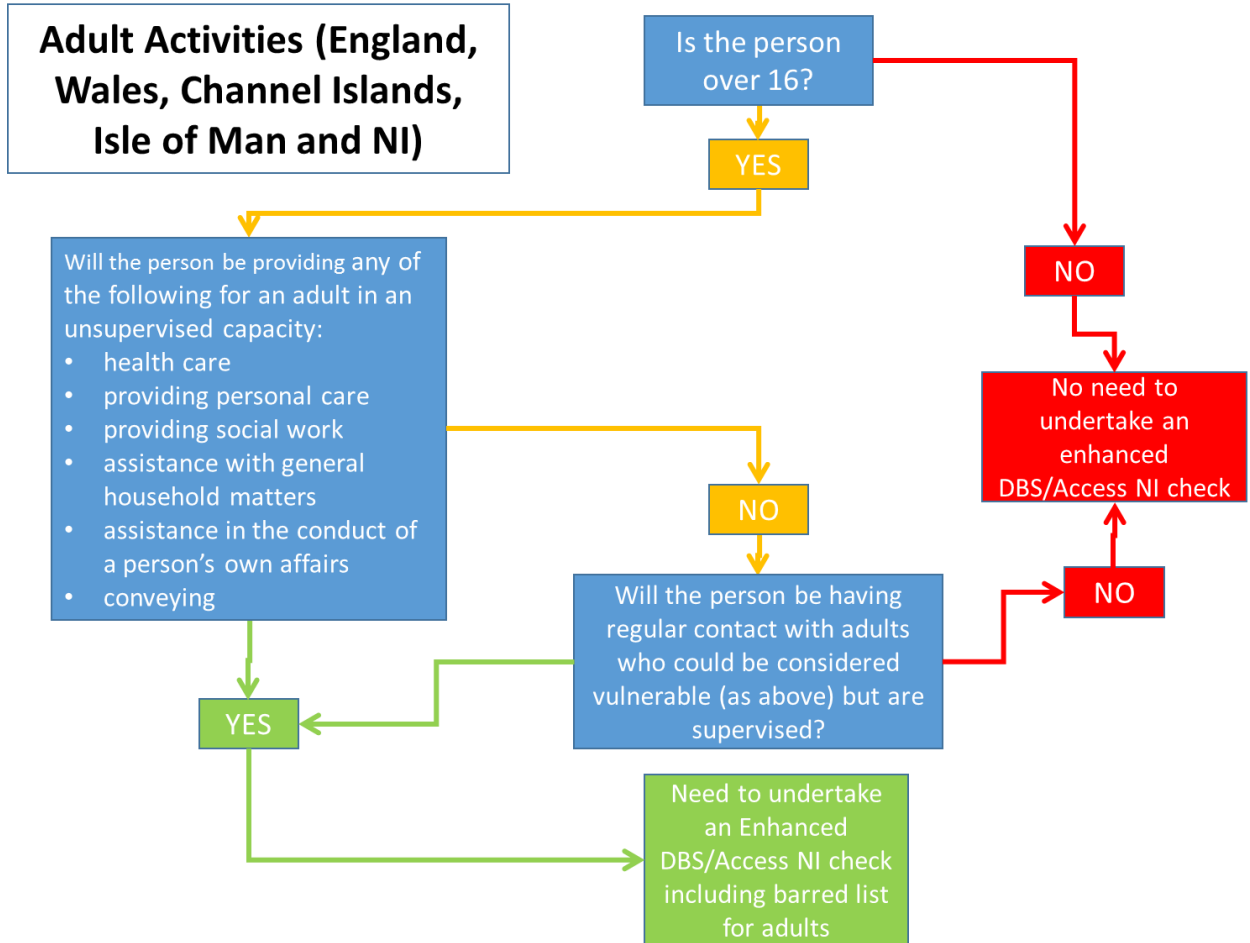 Adult Activities (England,
Wales, Channel Islands,
Isle of Man and NI)
Is the person
over 16?
YES
NO
Will the person be providing any of
the following for an adult in an
unsupervised capacity:
• health care
• providing personal care
• providing social work
• assistance with general
household matters
• assistance in the conduct of
a person's own affairs
• conveying
No need to
undertake an
enhanced
DBS/Access NI check
NO
NO
Will the person be having
regular contact with adults
who could be considered
vulnerable (as above) but are
supervised?
YES
Need to undertake
an Enhanced
DBS/Access NI check
including barred list
for adults